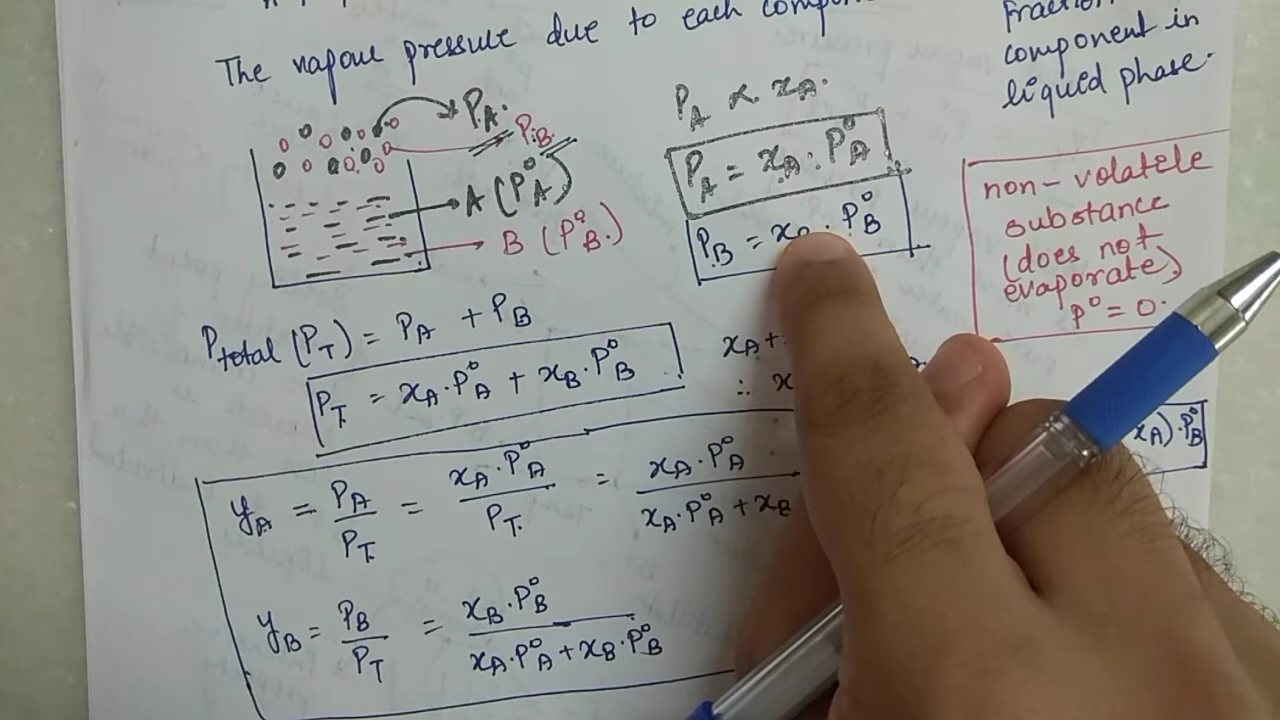 The vapour pressure due to each
Fraction
component in
liquid phase.
P_A ∝ x_A.
P_A.
P_B.
P_A = x_A . P°_A
A (P°_A)
P_B = x_B . P°_B
B (P°_B.)
non-volatele
substance
(does not
evaporate)
P° = 0.
P_total (P_T) = P_A + P_B
P_T = x_A . P°_A + x_B . P°_B
x_A +
∴ x
x_A) . P°_B
y_A = P_A / P_T = x_A . P°_A / P_T = x_A . P°_A / x_A . P°_A + x_B
y_B = P_B / P_T = x_B . P°_B / x_A . P°_A + x_B . P°_B